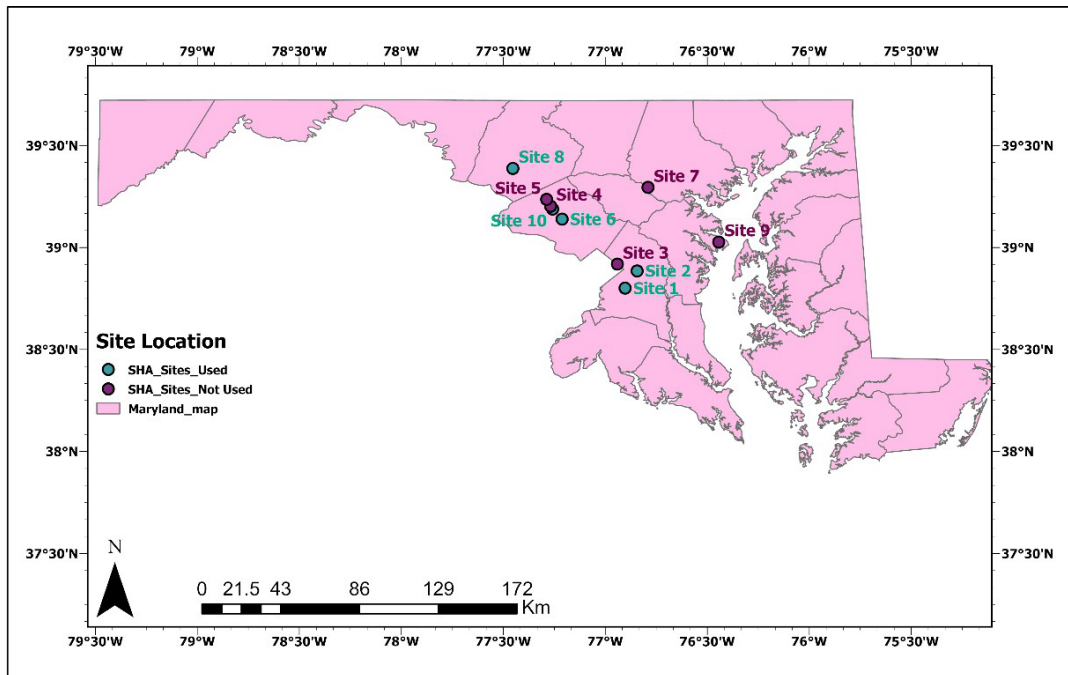 79°30'W 79°W 78°30'W 78°W 77°30'W 77°W 76°30'W 76°W 75°30'W
39°30'N 39°30'N
Site 8
Site 7
Site 5 Site 4
Site 10 Site 6
39°N 39°N
Site 9
Site 3
Site 2
Site 1
38°30'N 38°30'N
Site Location
SHA_Sites_Used
SHA_Sites_Not Used
Maryland_map
38°N 38°N
37°30'N 37°30'N
N
0 21.5 43 86 129 172
Km
79°30'W 79°W 78°30'W 78°W 77°30'W 77°W 76°30'W 76°W 75°30'W